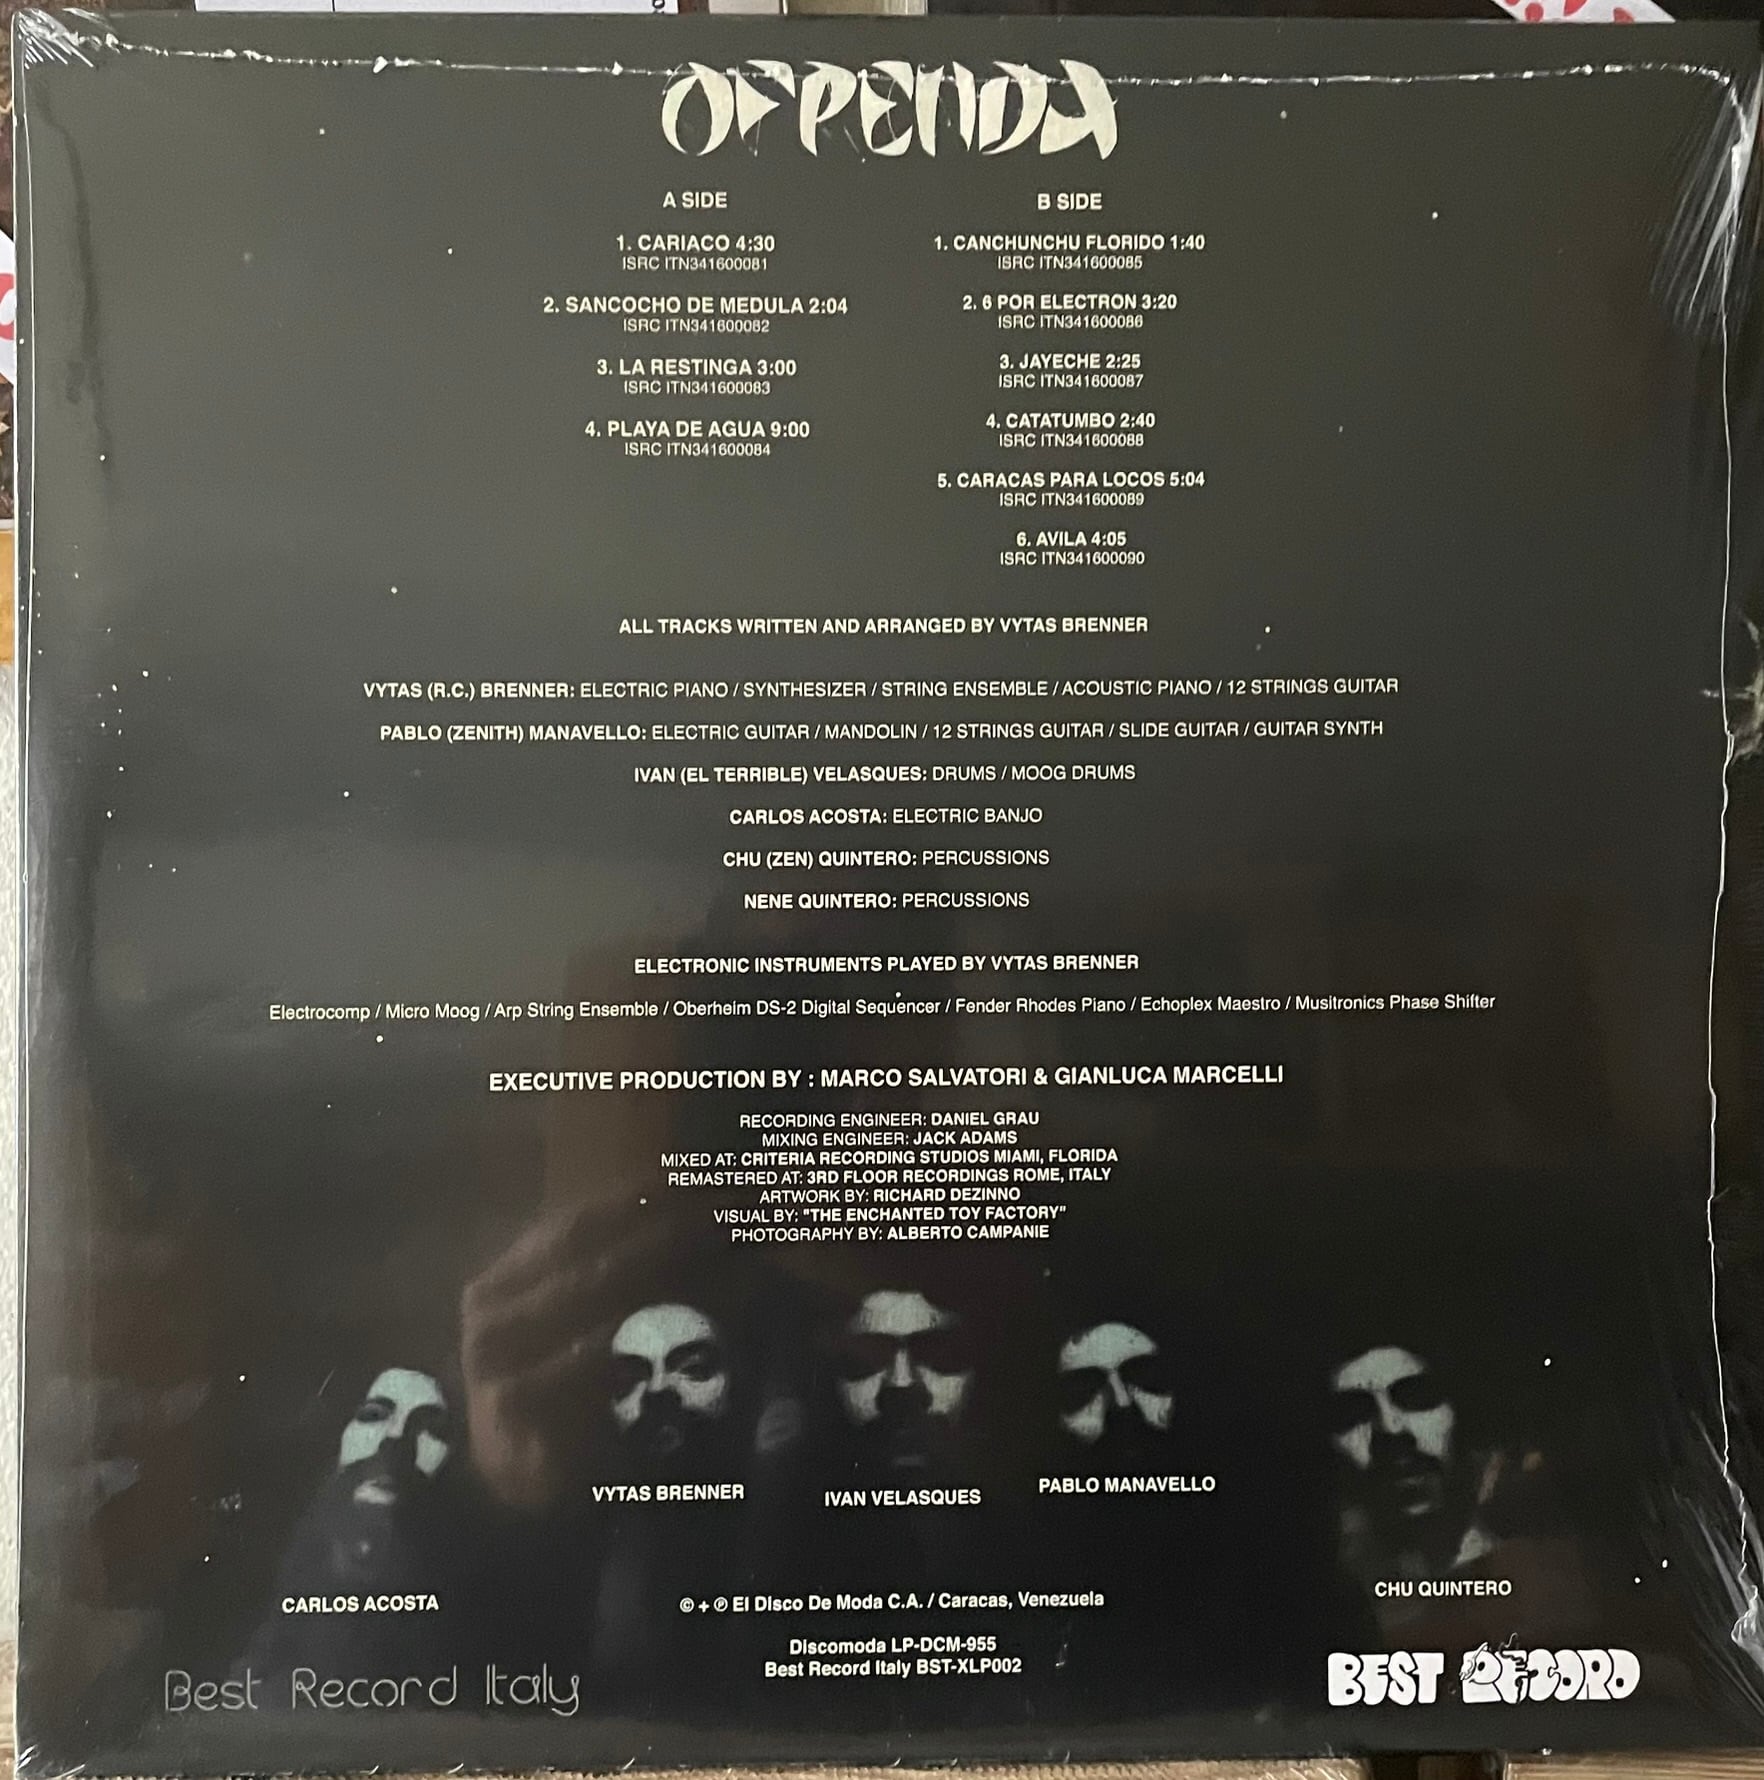 OFRENDA
A SIDE
1. CARIACO 4:30
ISRC ITN341600081
2. SANCOCHO DE MEDULA 2:04
ISRC ITN341600082
3. LA RESTINGA 3:00
ISRC ITN341600083
4. PLAYA DE AGUA 9:00
ISRC ITN341600084
B SIDE
1. CANCHUNCHU FLORIDO 1:40
ISRC ITN341600085
2. 6 POR ELECTRON 3:20
ISRC ITN341600086
3. JAYECHE 2:25
ISRC ITN341600087
4. CATATUMBO 2:40
ISRC ITN341600088
5. CARACAS PARA LOCOS 5:04
ISRC ITN341600089
6. AVILA 4:05
ISRC ITN341600090
ALL TRACKS WRITTEN AND ARRANGED BY VYTAS BRENNER
VYTAS (R.C.) BRENNER: ELECTRIC PIANO / SYNTHESIZER / STRING ENSEMBLE / ACOUSTIC PIANO / 12 STRINGS GUITAR
PABLO (ZENITH) MANAVELLO: ELECTRIC GUITAR / MANDOLIN / 12 STRINGS GUITAR / SLIDE GUITAR / GUITAR SYNTH
IVAN (EL TERRIBLE) VELASQUES: DRUMS / MOOG DRUMS
CARLOS ACOSTA: ELECTRIC BANJO
CHU (ZEN) QUINTERO: PERCUSSIONS
NENE QUINTERO: PERCUSSIONS
ELECTRONIC INSTRUMENTS PLAYED BY VYTAS BRENNER
Electrocomp / Micro Moog / Arp String Ensemble / Oberheim DS-2 Digital Sequencer / Fender Rhodes Piano / Echoplex Maestro / Musitronics Phase Shifter
EXECUTIVE PRODUCTION BY : MARCO SALVATORI & GIANLUCA MARCELLI
RECORDING ENGINEER: DANIEL GRAU
MIXING ENGINEER: JACK ADAMS
MIXED AT: CRITERIA RECORDING STUDIOS MIAMI, FLORIDA
REMASTERED AT: 3RD FLOOR RECORDINGS ROME, ITALY
ARTWORK BY: RICHARD DEZINNO
VISUAL BY: "THE ENCHANTED TOY FACTORY"
PHOTOGRAPHY BY: ALBERTO CAMPANIE
VYTAS BRENNER
IVAN VELASQUES
PABLO MANAVELLO
CARLOS ACOSTA
CHU QUINTERO
© + ℗ El Disco De Moda C.A. / Caracas, Venezuela
Discomoda LP-DCM-955
Best Record Italy BST-XLP002
Best Record Italy
BEST RECORD